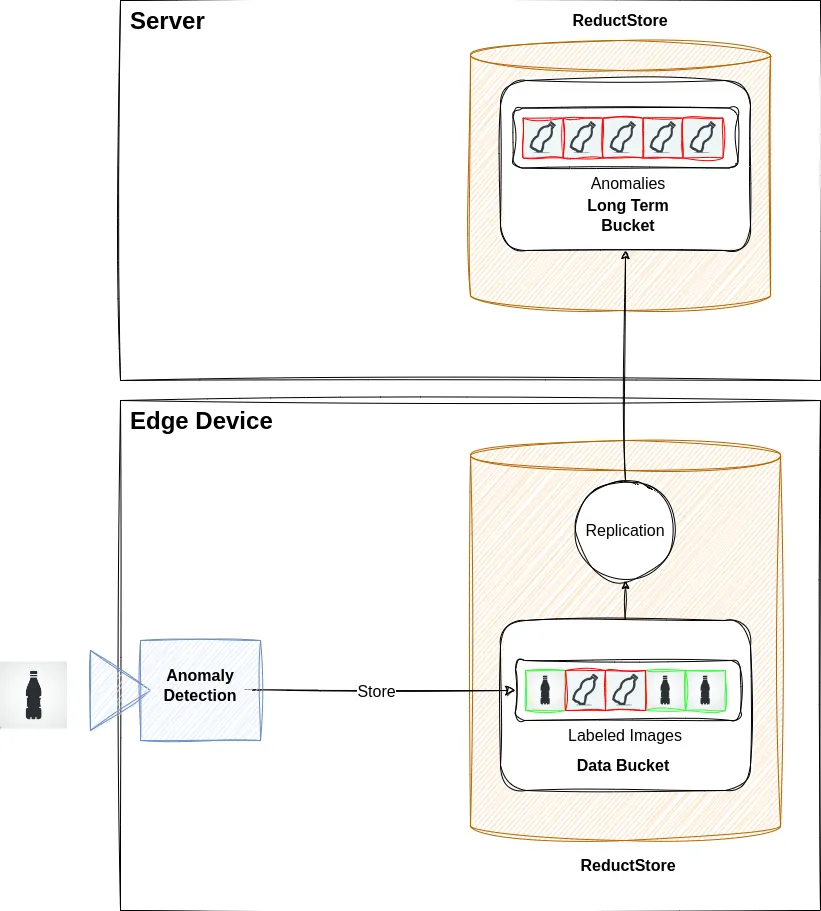 Server
ReductStore
Anomalies
Long Term
Bucket
Edge Device
Replication
Anomaly
Detection
Store
Labeled Images
Data Bucket
ReductStore